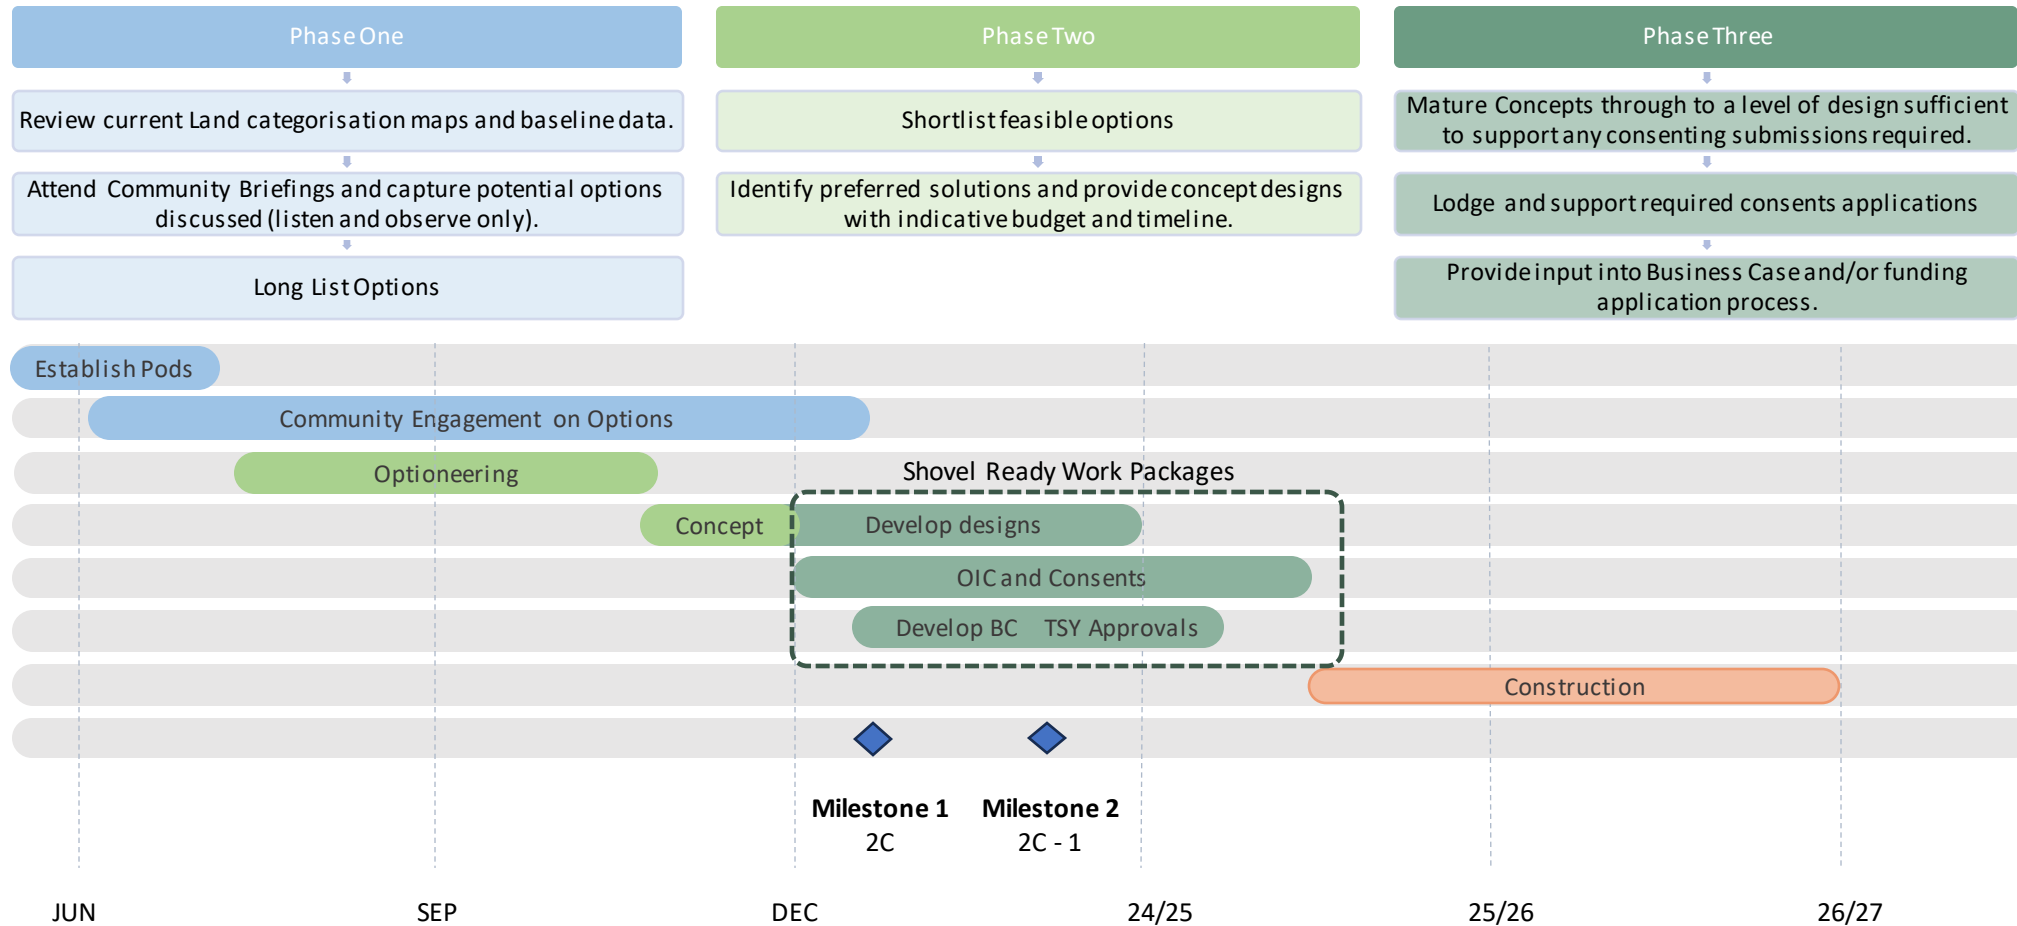 Phase One
Phase Two
Phase Three
Review current Land categorisation maps and baseline data.
Attend Community Briefings and capture potential options
discussed (listen and observe only).
Long List Options
Shortlist feasible options
Identify preferred solutions and provide concept designs
with indicative budget and timeline.
Mature Concepts through to a level of design sufficient
to support any consenting submissions required.
Lodge and support required consents applications
Provide input into Business Case and/or funding
application process.
Establish Pods
Community Engagement on Options
Optioneering
Shovel Ready Work Packages
Concept
Develop designs
OIC and Consents
Develop BC
TSY Approvals
Construction
Milestone 1
2C
Milestone 2
2C - 1
JUN
SEP
DEC
24/25
25/26
26/27